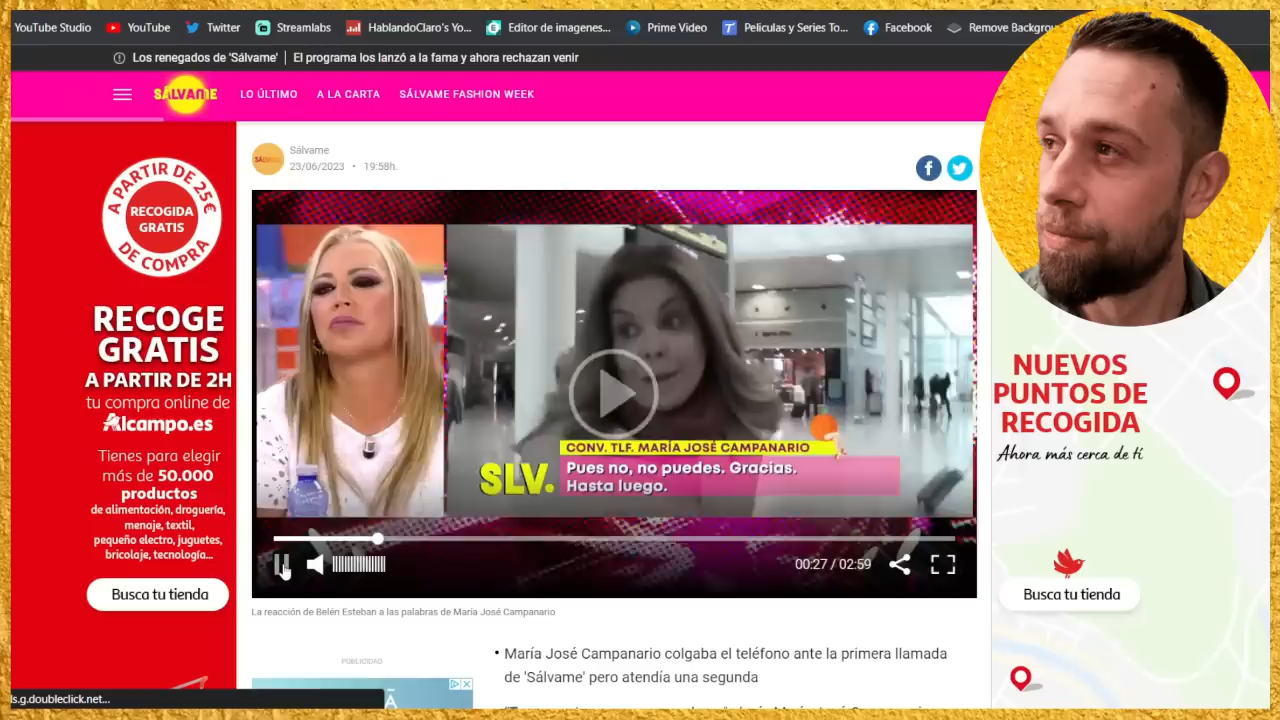 YouTube Studio
YouTube
Twitter
Streamlabs
HablandoClaro's Yo...
Editor de imagenes...
Prime Video
Peliculas y Series To...
Facebook
Remove Backgrou
Los renegados de 'Sálvame' | El programa los lanzó a la fama y ahora rechazan venir
SÁLVAME
LO ÚLTIMO
A LA CARTA
SÁLVAME FASHION WEEK
Sálvame
23/06/2023 • 19:58h.
A PARTIR DE 25€
RECOGIDA
GRATIS
DE COMPRA
RECOGE
GRATIS
A PARTIR DE 2H
tu compra online de
Alcampo.es
Tienes para elegir
más de 50.000
productos
de alimentación, droguería,
menaje, textil,
pequeño electro, juguetes,
bricolaje, tecnología...
Busca tu tienda
CONV. TLF. MARÍA JOSÉ CAMPANARIO
SLV.
Pues no, no puedes. Gracias.
Hasta luego.
00:27 / 02:59
La reacción de Belén Esteban a las palabras de María José Campanario
NUEVOS
PUNTOS DE
RECOGIDA
Ahora más cerca de tí
Busca tu tienda
PUBLICIDAD
• María José Campanario colgaba el teléfono ante la primera llamada
de 'Sálvame' pero atendía una segunda
ls.g.doubleclick.net...